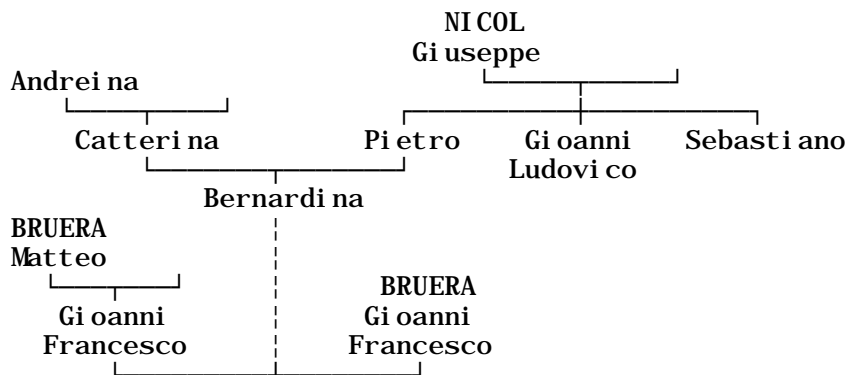 NICOL
Giuseppe
Andreina
Catterina Pietro Gioanni Sebastiano
Ludovico
Bernardina
BRUERA
Matteo
BRUERA
Gioanni Gioanni
Francesco Francesco